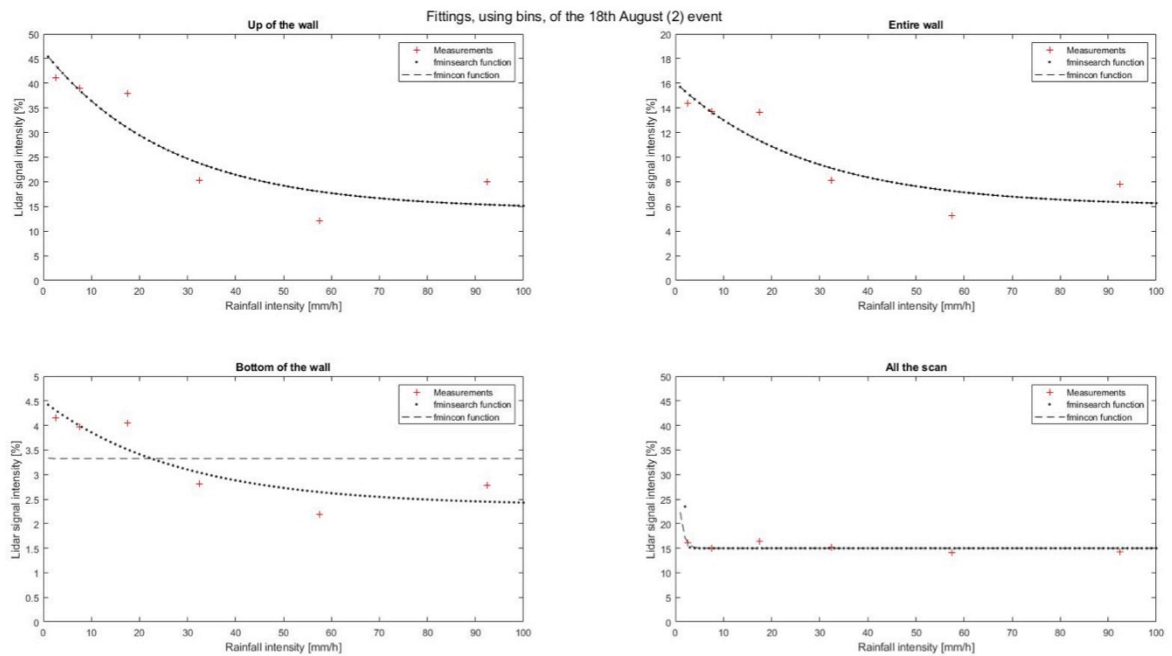 Fittings, using bins, of the 18th August (2) event
Up of the wall
50
45
40
35
30
25
20
15
10
5
0
Lidar signal intensity [%]
Measurements
fminsearch function
fmincon function
0 10 20 30 40 50 60 70 80 90 100
Rainfall intensity [mm/h]
Entire wall
20
18
16
14
12
10
8
6
4
2
0
Lidar signal intensity [%]
Measurements
fminsearch function
fmincon function
0 10 20 30 40 50 60 70 80 90 100
Rainfall intensity [mm/h]
Bottom of the wall
5
4.5
4
3.5
3
2.5
2
1.5
1
0.5
0
Lidar signal intensity [%]
Measurements
fminsearch function
fmincon function
0 10 20 30 40 50 60 70 80 90 100
Rainfall intensity [mm/h]
All the scan
50
45
40
35
30
25
20
15
10
5
0
Lidar signal intensity [%]
Measurements
fminsearch function
fmincon function
0 10 20 30 40 50 60 70 80 90 100
Rainfall intensity [mm/h]